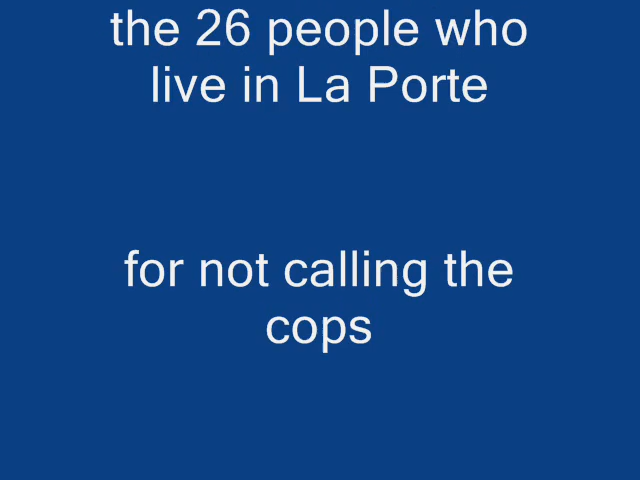 the 26 people who
live in La Porte
for not calling the
cops